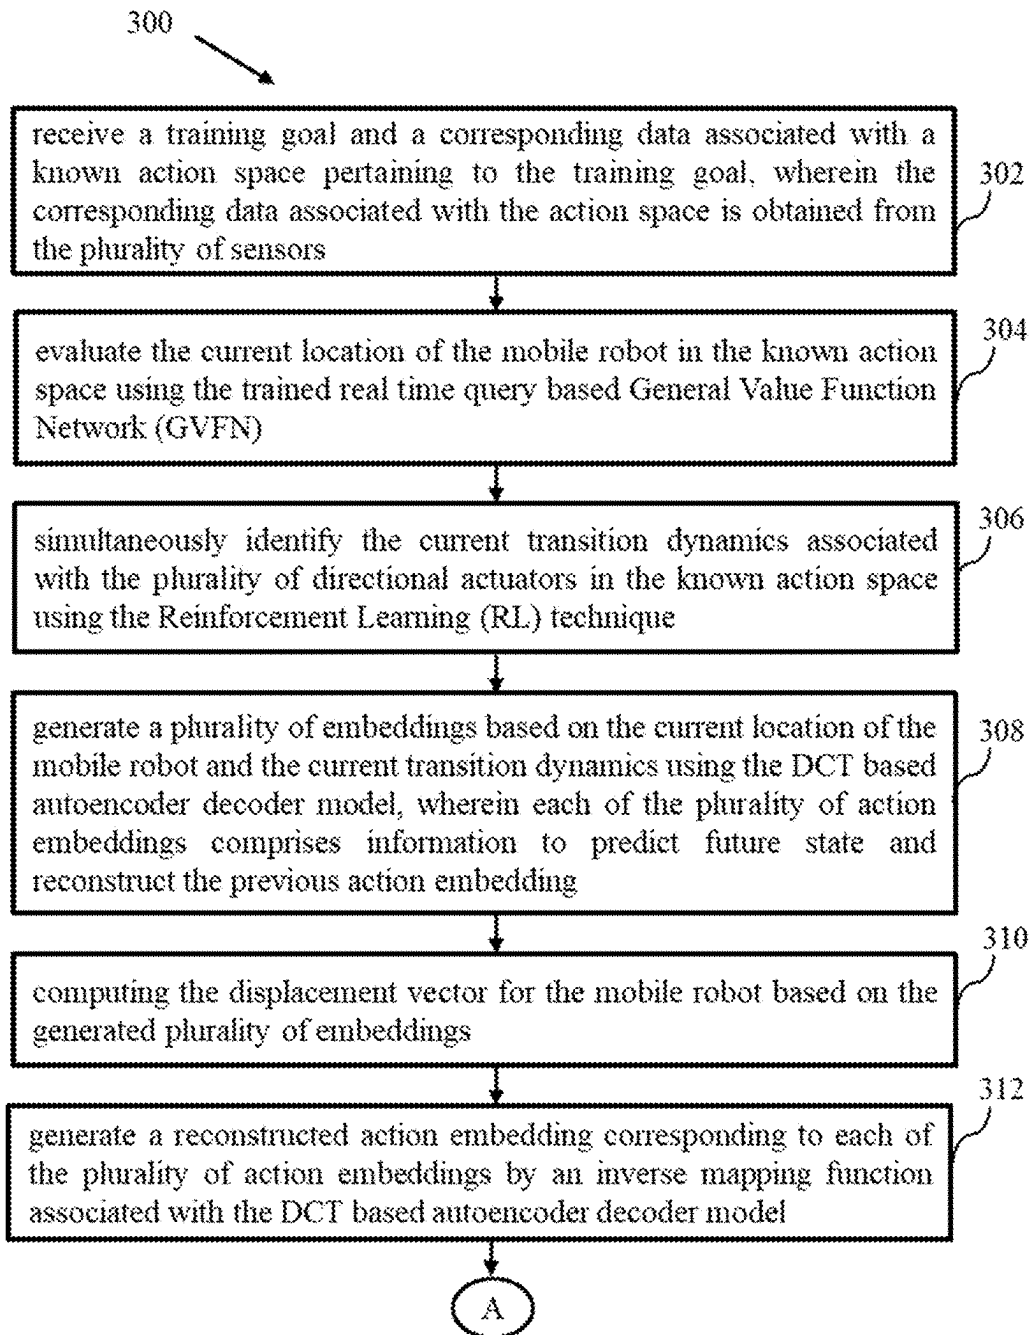 300
receive a training goal and a corresponding data associated with a
known action space pertaining to the training goal, wherein the
corresponding data associated with the action space is obtained from
the plurality of sensors
302
evaluate the current location of the mobile robot in the known action
space using the trained real time query based General Value Function
Network (GVFN)
304
simultaneously identify the current transition dynamics associated
with the plurality of directional actuators in the known action space
using the Reinforcement Learning (RL) technique
306
generate a plurality of embeddings based on the current location of the
mobile robot and the current transition dynamics using the DCT based
autoencoder decoder model, wherein each of the plurality of action
embeddings comprises information to predict future state and
reconstruct the previous action embedding
308
computing the displacement vector for the mobile robot based on the
generated plurality of embeddings
310
generate a reconstructed action embedding corresponding to each of
the plurality of action embeddings by an inverse mapping function
associated with the DCT based autoencoder decoder model
312
A